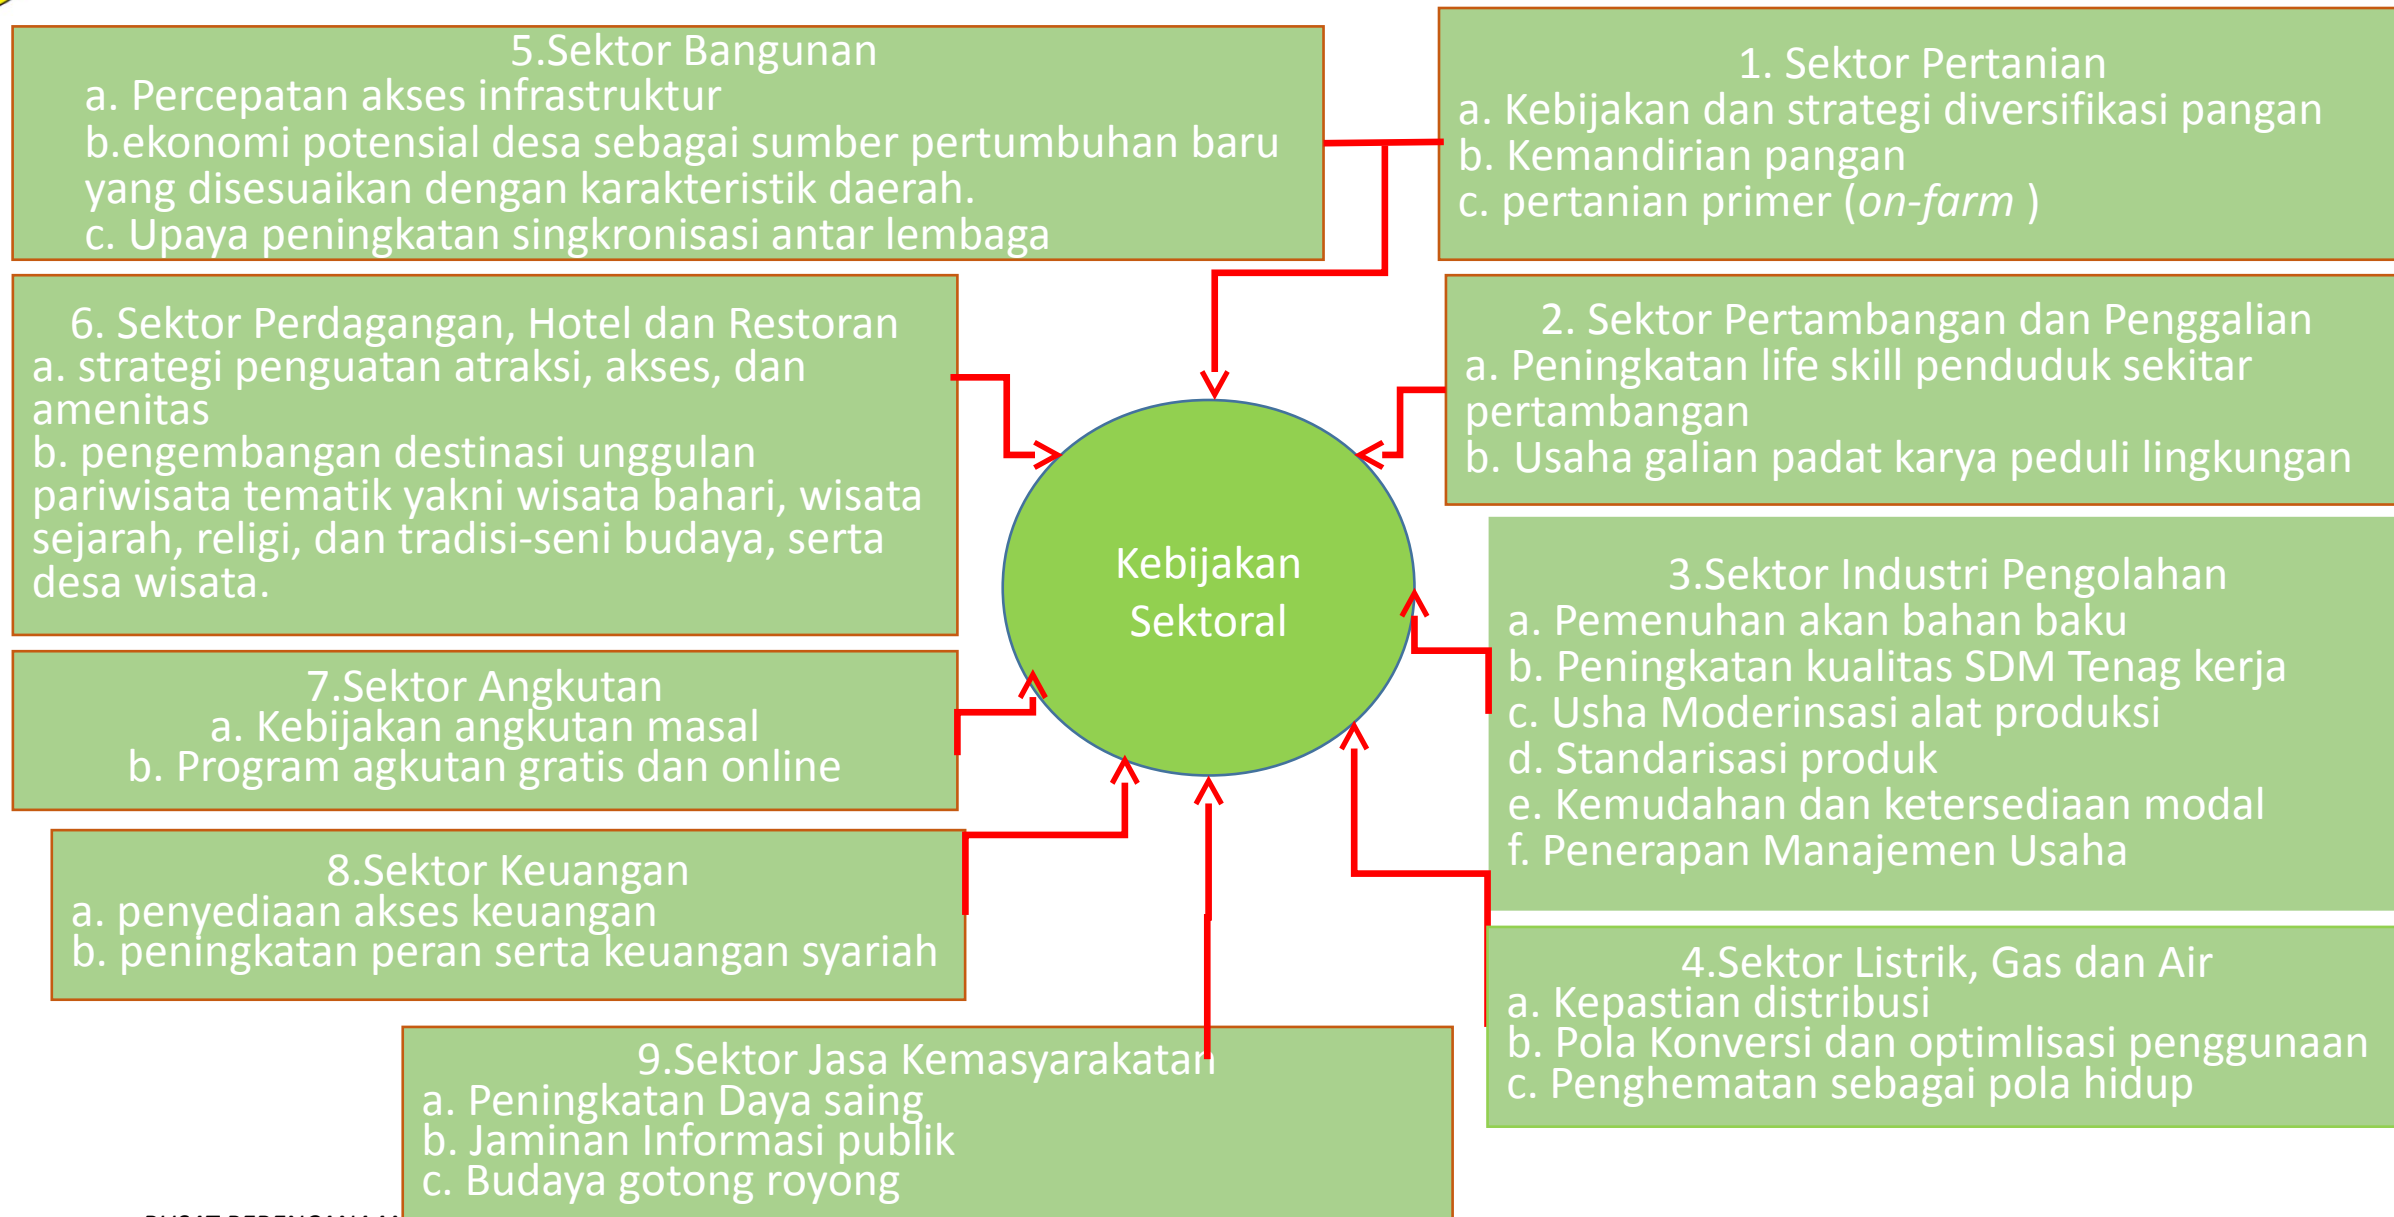 5.Sektor Bangunan
a. Percepatan akses infrastruktur
b.ekonomi potensial desa sebagai sumber pertumbuhan baru
yang disesuaikan dengan karakteristik daerah.
c. Upaya peningkatan singkronisasi antar lembaga
1. Sektor Pertanian
a. Kebijakan dan strategi diversifikasi pangan
b. Kemandirian pangan
c. pertanian primer (on-farm )
6. Sektor Perdagangan, Hotel dan Restoran
a. strategi penguatan atraksi, akses, dan
amenitas
b. pengembangan destinasi unggulan
pariwisata tematik yakni wisata bahari, wisata
sejarah, religi, dan tradisi-seni budaya, serta
desa wisata.
2. Sektor Pertambangan dan Penggalian
a. Peningkatan life skill penduduk sekitar
pertambangan
b. Usaha galian padat karya peduli lingkungan
Kebijakan
Sektoral
3.Sektor Industri Pengolahan
a. Pemenuhan akan bahan baku
b. Peningkatan kualitas SDM Tenag kerja
c. Usha Moderinsasi alat produksi
d. Standarisasi produk
e. Kemudahan dan ketersediaan modal
f. Penerapan Manajemen Usaha
7.Sektor Angkutan
a. Kebijakan angkutan masal
b. Program agkutan gratis dan online
8.Sektor Keuangan
a. penyediaan akses keuangan
b. peningkatan peran serta keuangan syariah
4.Sektor Listrik, Gas dan Air
a. Kepastian distribusi
b. Pola Konversi dan optimlisasi penggunaan
c. Penghematan sebagai pola hidup
9.Sektor Jasa Kemasyarakatan
a. Peningkatan Daya saing
b. Jaminan Informasi publik
c. Budaya gotong royong